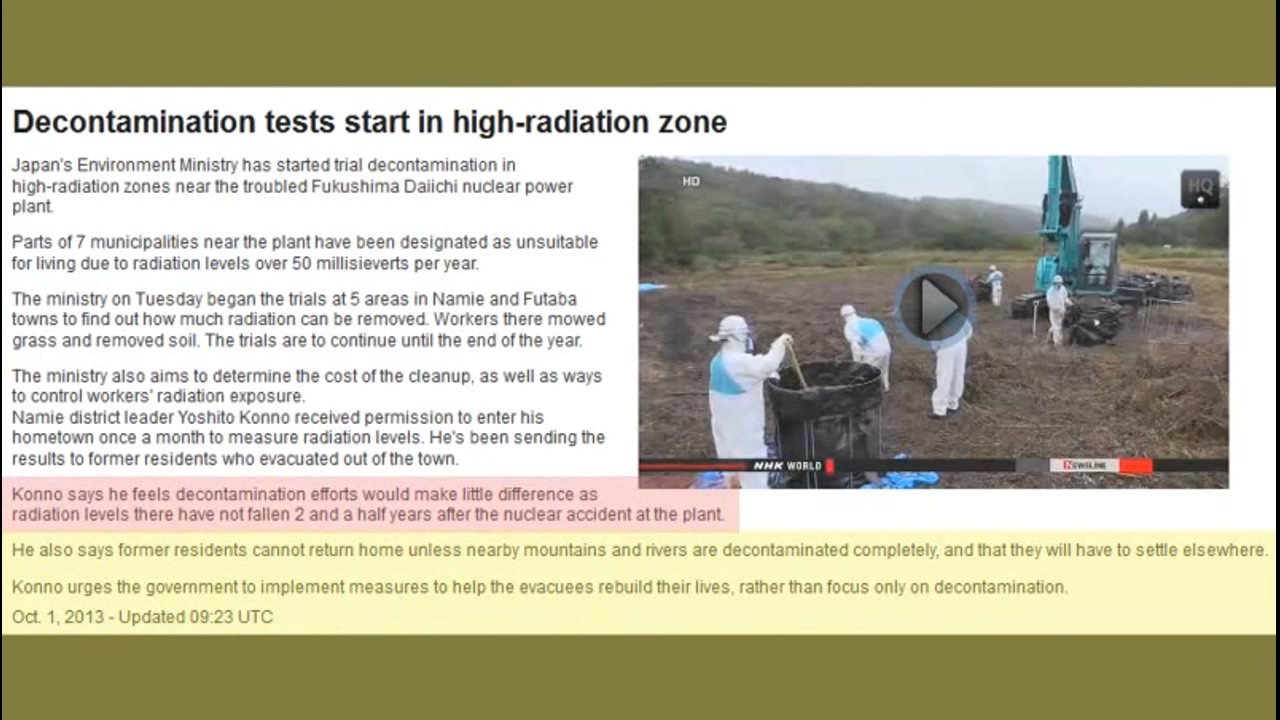 Decontamination tests start in high-radiation zone
Japan's Environment Ministry has started trial decontamination in
high-radiation zones near the troubled Fukushima Daiichi nuclear power
plant.
Parts of 7 municipalities near the plant have been designated as unsuitable
for living due to radiation levels over 50 millisieverts per year.
The ministry on Tuesday began the trials at 5 areas in Namie and Futaba
towns to find out how much radiation can be removed. Workers there mowed
grass and removed soil. The trials are to continue until the end of the year.
The ministry also aims to determine the cost of the cleanup, as well as ways
to control workers' radiation exposure.
Namie district leader Yoshito Konno received permission to enter his
hometown once a month to measure radiation levels. He's been sending the
results to former residents who evacuated out of the town.
HD
HQ
NHK WORLD
NEWSLINE
Konno says he feels decontamination efforts would make little difference as
radiation levels there have not fallen 2 and a half years after the nuclear accident at the plant.
He also says former residents cannot return home unless nearby mountains and rivers are decontaminated completely, and that they will have to settle elsewhere.
Konno urges the government to implement measures to help the evacuees rebuild their lives, rather than focus only on decontamination.
Oct. 1, 2013 - Updated 09:23 UTC